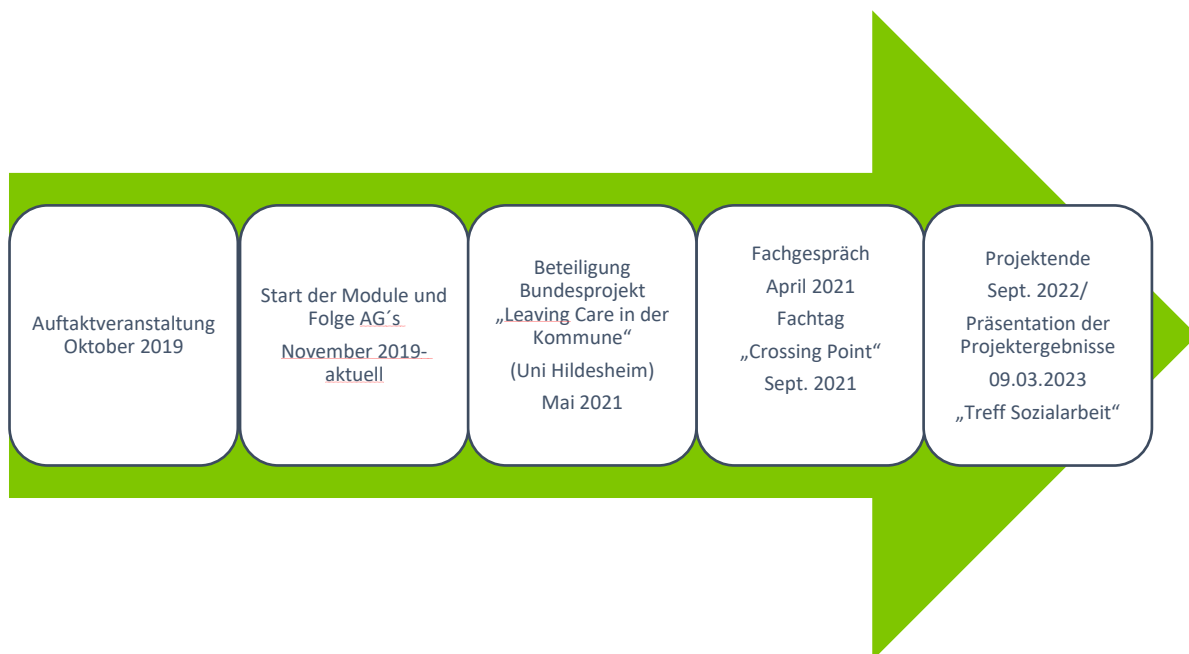 Auftaktveranstaltung
Oktober 2019
Start der Module und
Folge AG´s
November 2019-
aktuell
Beteiligung
Bundesprojekt
„Leaving Care in der
Kommune“
(Uni Hildesheim)
Mai 2021
Fachgespräch
April 2021
Fachtag
„Crossing Point“
Sept. 2021
Projektende
Sept. 2022/
Präsentation der
Projektergebnisse
09.03.2023
„Treff Sozialarbeit“